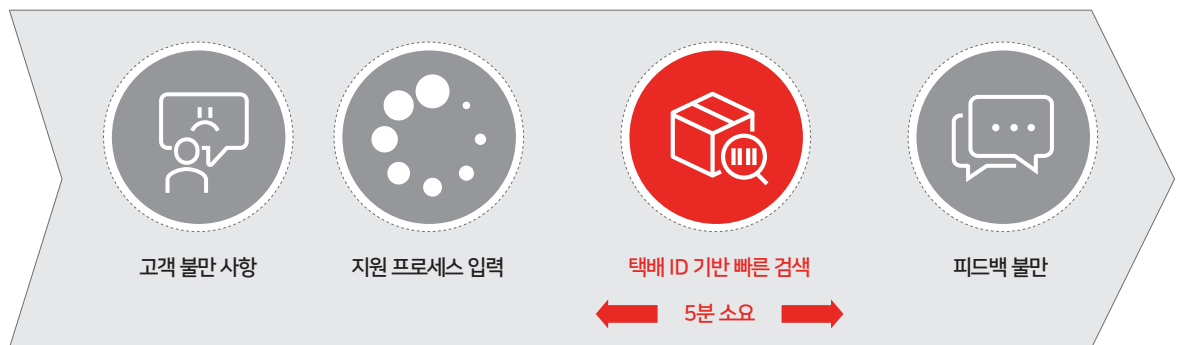 고객 불만 사항
지원 프로세스 입력
택배 ID 기반 빠른 검색
피드백 불만
5분 소요